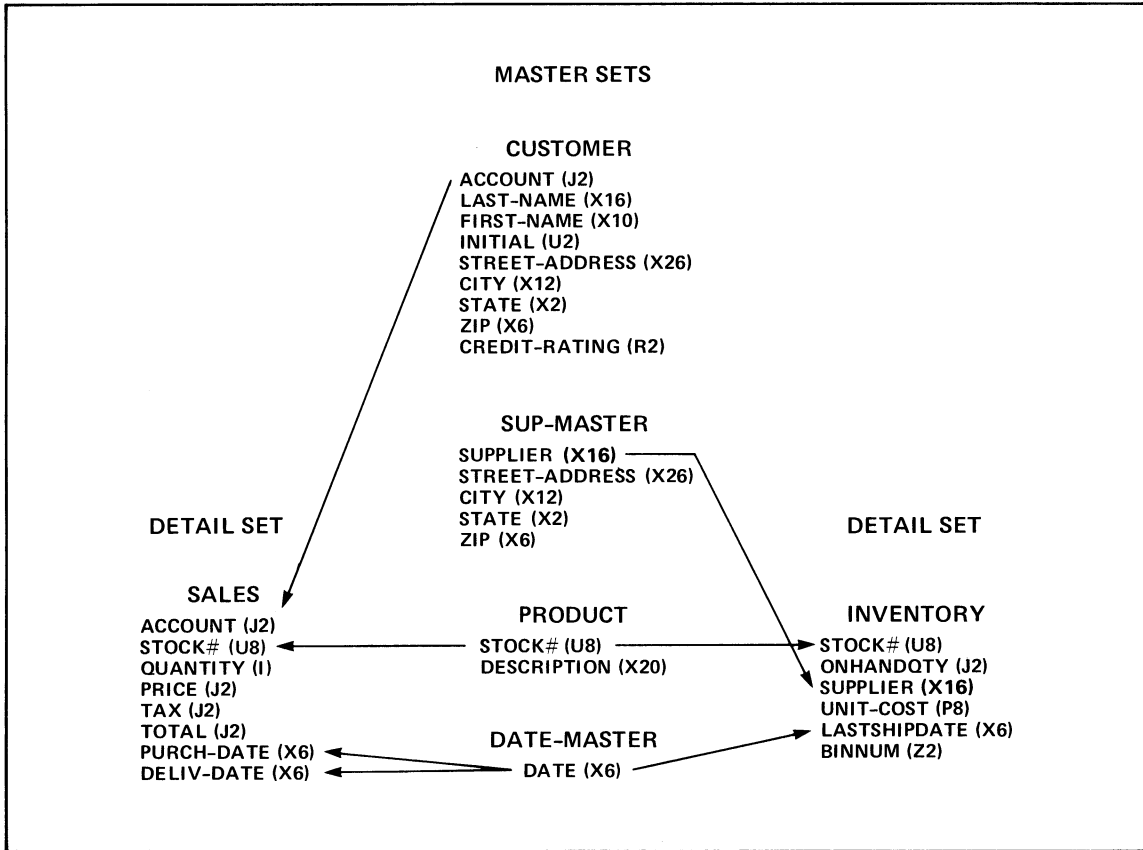 MASTER SETS
CUSTOMER
ACCOUNT (J2)
LAST-NAME (X16)
FIRST-NAME (X10)
INITIAL (U2)
STREET-ADDRESS (X26)
CITY (X12)
STATE (X2)
ZIP (X6)
CREDIT-RATING (R2)
SUP-MASTER
SUPPLIER (X16)
STREET-ADDRESS (X26)
CITY (X12)
STATE (X2)
ZIP (X6)
DETAIL SET
SALES
ACCOUNT (J2)
STOCK# (U8)
QUANTITY (I)
PRICE (J2)
TAX (J2)
TOTAL (J2)
PURCH-DATE (X6)
DELIV-DATE (X6)
PRODUCT
STOCK# (U8)
DESCRIPTION (X20)
DATE-MASTER
DATE (X6)
DETAIL SET
INVENTORY
STOCK# (U8)
ONHANDQTY (J2)
SUPPLIER (X16)
UNIT-COST (P8)
LASTSHIPDATE (X6)
BINNUM (Z2)